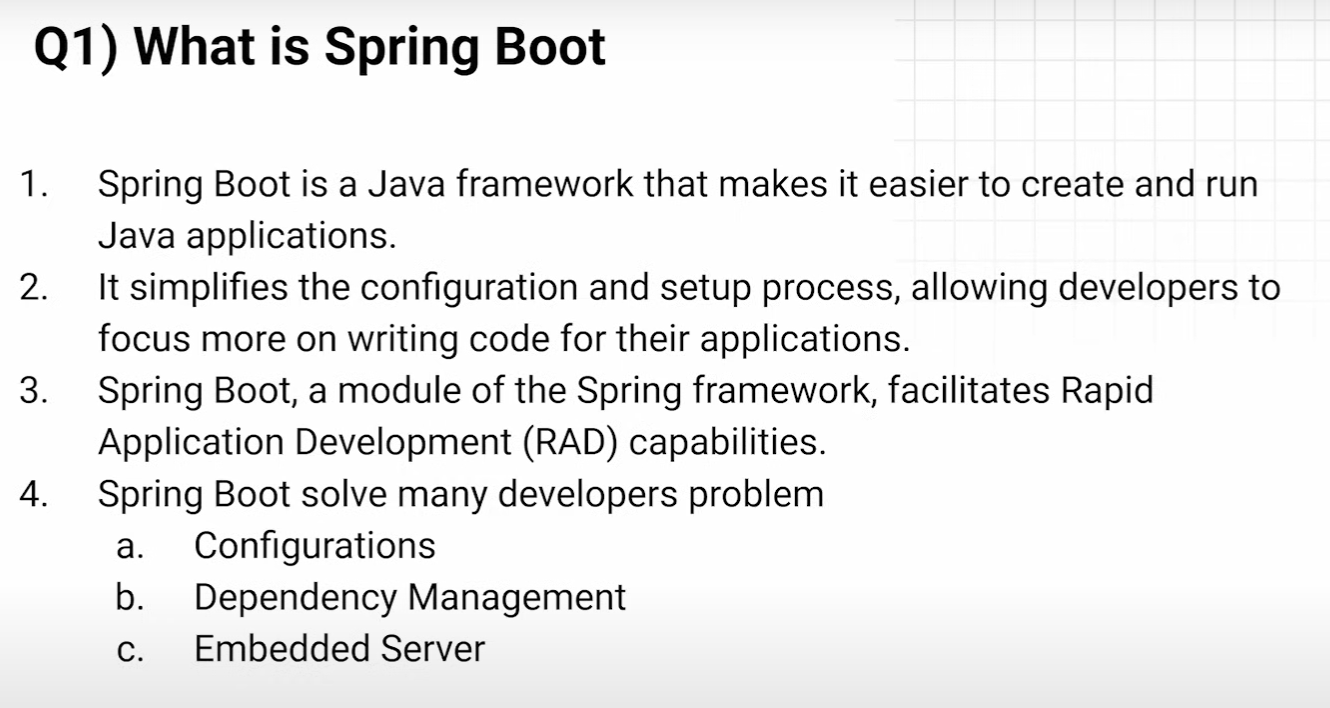 Q1) What is Spring Boot
1. Spring Boot is a Java framework that makes it easier to create and run
Java applications.
2. It simplifies the configuration and setup process, allowing developers to
focus more on writing code for their applications.
3. Spring Boot, a module of the Spring framework, facilitates Rapid
Application Development (RAD) capabilities.
4. Spring Boot solve many developers problem
a. Configurations
b. Dependency Management
c. Embedded Server